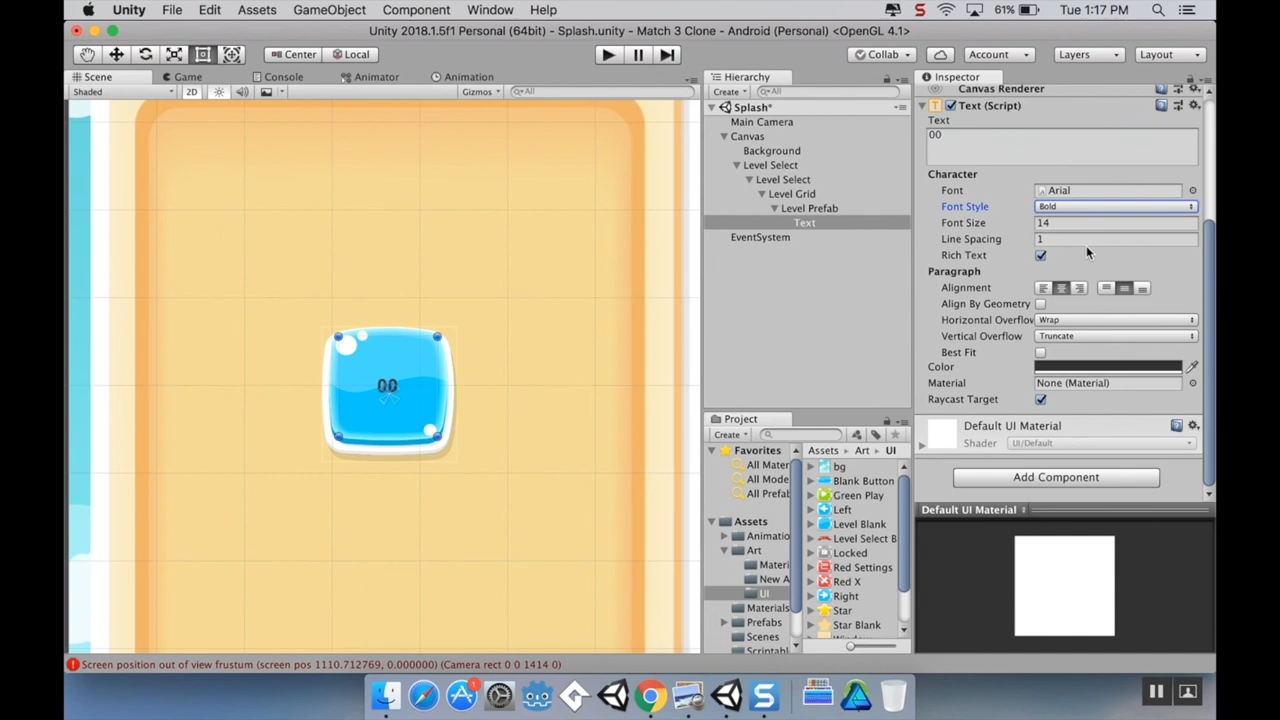 Unity File Edit Assets GameObject Component Window Help 61% Tue 1:17 PM
Unity 2018.1.5f1 Personal (64bit) - Splash.unity - Match 3 Clone - Android (Personal) <OpenGL 4.1>
Center Local Collab Account Layers Layout
Scene Game Console Animator Animation
Shaded 2D Gizmos All
00
Hierarchy
Create All
Splash*
Main Camera
Canvas
Background
Level Select
Level Select
Level Grid
Level Prefab
Text
EventSystem
Project
Create
Favorites
All Mater
All Mode
All Prefab
Assets
Animatio
Art
Materi
New A
UI
Materials
Prefabs
Scenes
Scriptabl
Assets Art UI
bg
Blank Button
Green Play
Left
Level Blank
Level Select B
Locked
Red Settings
Red X
Right
Star
Star Blank
Inspector
Canvas Renderer
Text (Script)
Text
00
Character
Font Arial
Font Style Bold
Font Size 14
Line Spacing 1
Rich Text
Paragraph
Alignment
Align By Geometry
Horizontal Overflow Wrap
Vertical Overflow Truncate
Best Fit
Color
Material None (Material)
Raycast Target
Default UI Material
Shader UI/Default
Add Component
Default UI Material
Screen position out of view frustum (screen pos 1110.712769, 0.000000) (Camera rect 0 0 1414 0)
1